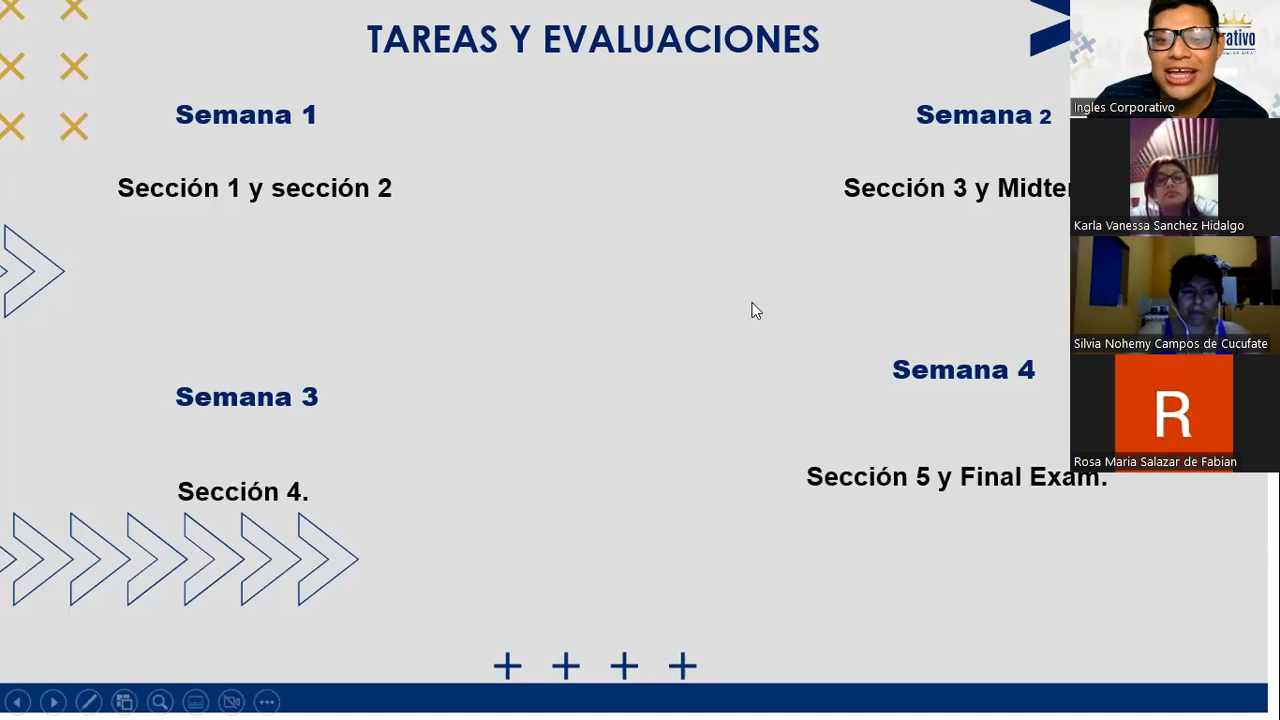 TAREAS Y EVALUACIONES
Semana 1
Semana 2
Sección 1 y sección 2
Sección 3 y
Semana 3
Semana 4
Sección 4.
Sección 5 y Final Exam.
Ingles Corporativo
Karla Vanessa Sanchez Hidalgo
Silvia Nohemy Campos de Cucufate
R
Rosa Maria Salazar de Fabian